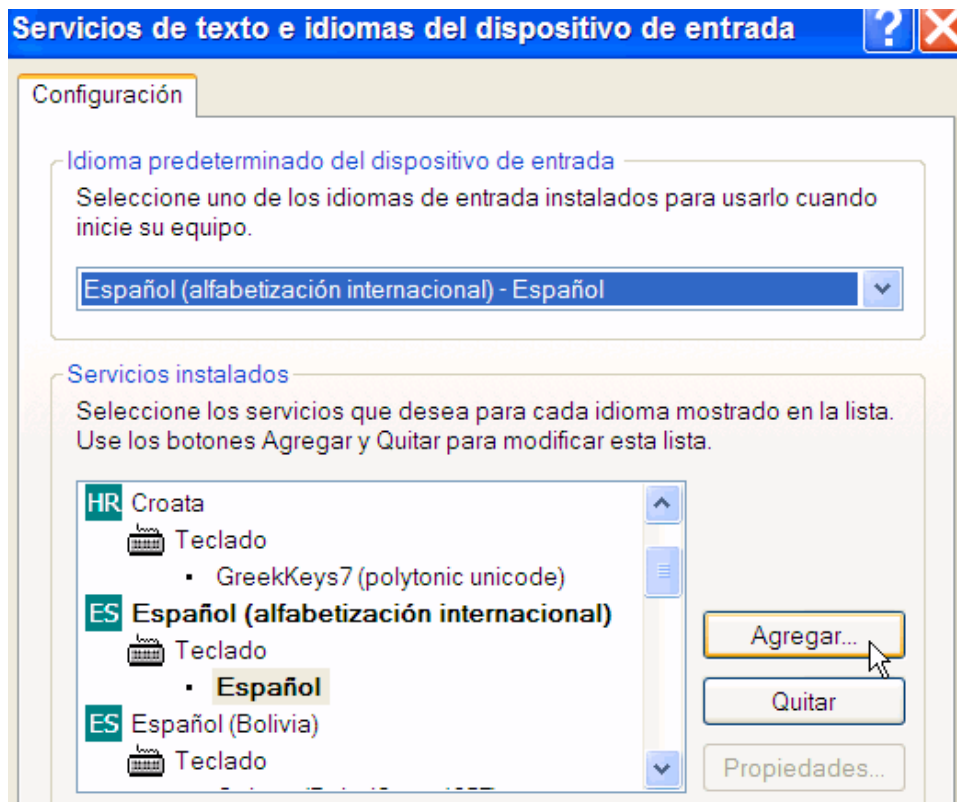 Servicios de texto e idiomas del dispositivo de entrada
Configuración
Idioma predeterminado del dispositivo de entrada
Seleccione uno de los idiomas de entrada instalados para usarlo cuando
inicie su equipo.
Español (alfabetización internacional) - Español
Servicios instalados
Seleccione los servicios que desea para cada idioma mostrado en la lista.
Use los botones Agregar y Quitar para modificar esta lista.
HR Croata
Teclado
GreekKeys7 (polytonic unicode)
ES Español (alfabetización internacional)
Teclado
Español
ES Español (Bolivia)
Teclado
Agregar...
Quitar
Propiedades...